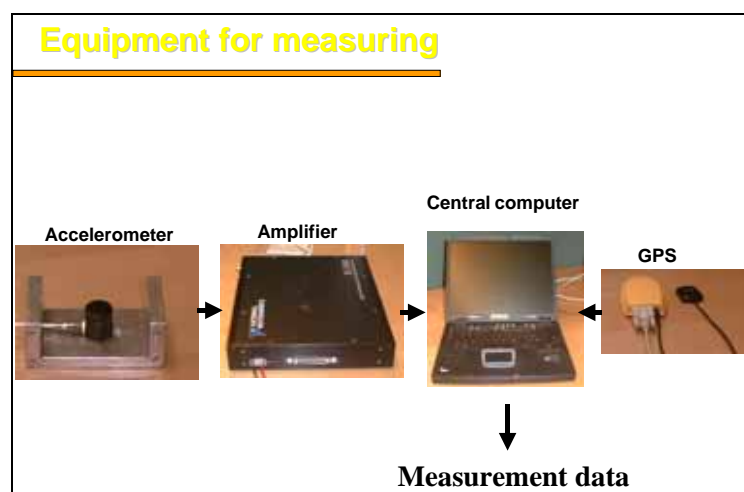 Equipment for measuring
Central computer
Accelerometer
Amplifier
GPS
Measurement data